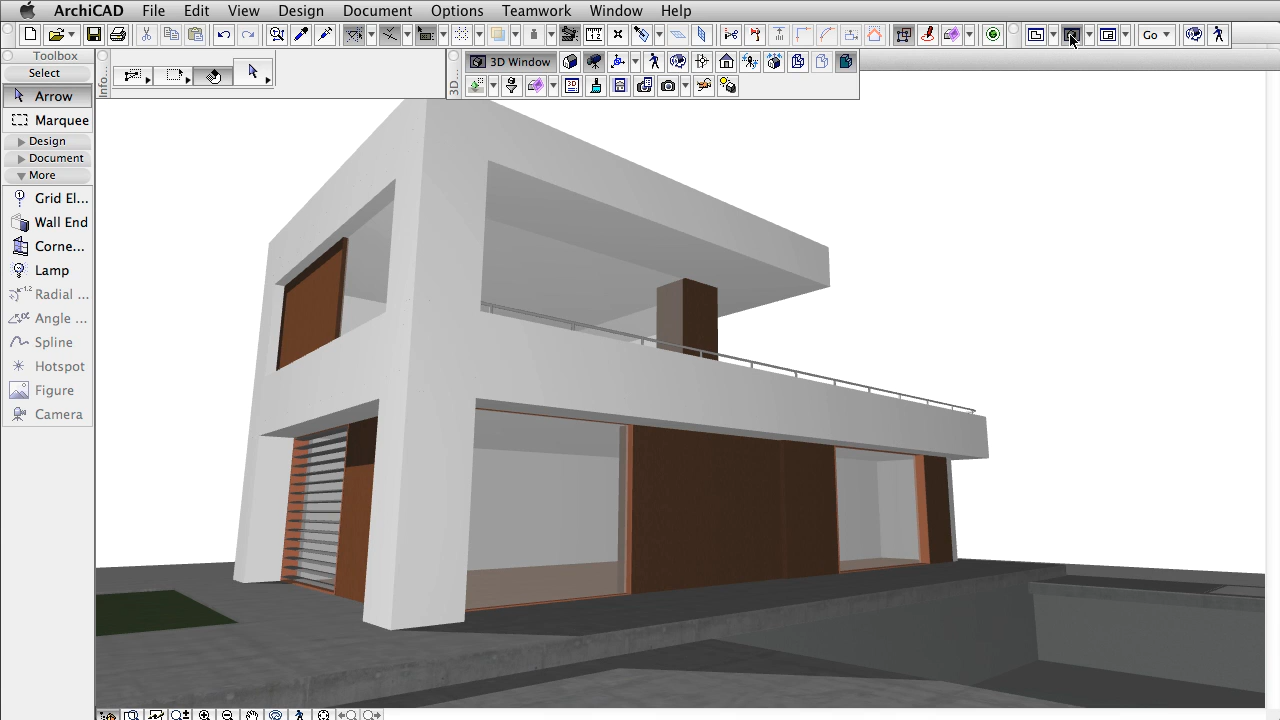 ArchiCAD File Edit View Design Document Options Teamwork Window Help
Go
Toolbox
Select
Arrow
Marquee
Design
Document
More
Grid El...
Wall End
Corne...
Lamp
Radial ...
Angle ...
Spline
Hotspot
Figure
Camera
Info...
3D...
3D Window